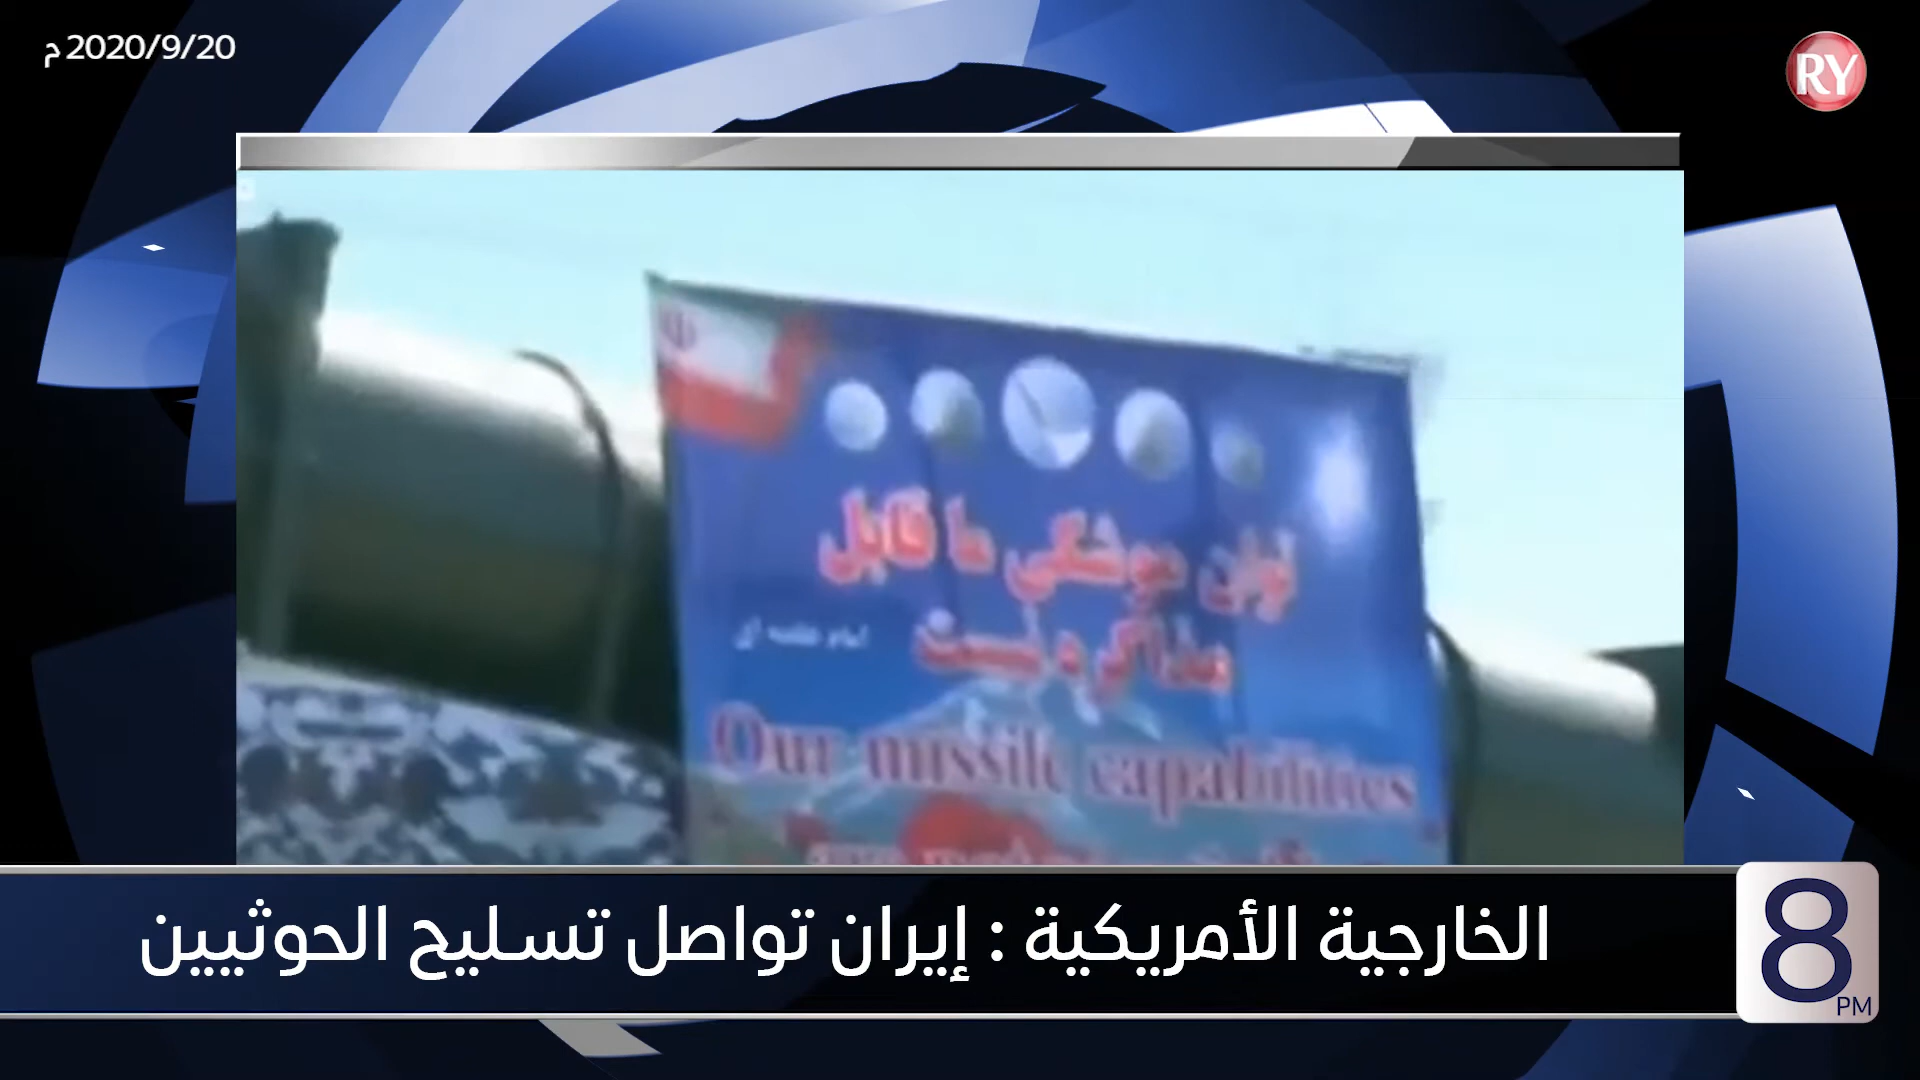 2020/9/20 م
RY
توان موشکی ما قابل
مذاکره نیست
Our missile capabilities
الخارجية الأمريكية : إيران تواصل تسليح الحوثيين
8
PM